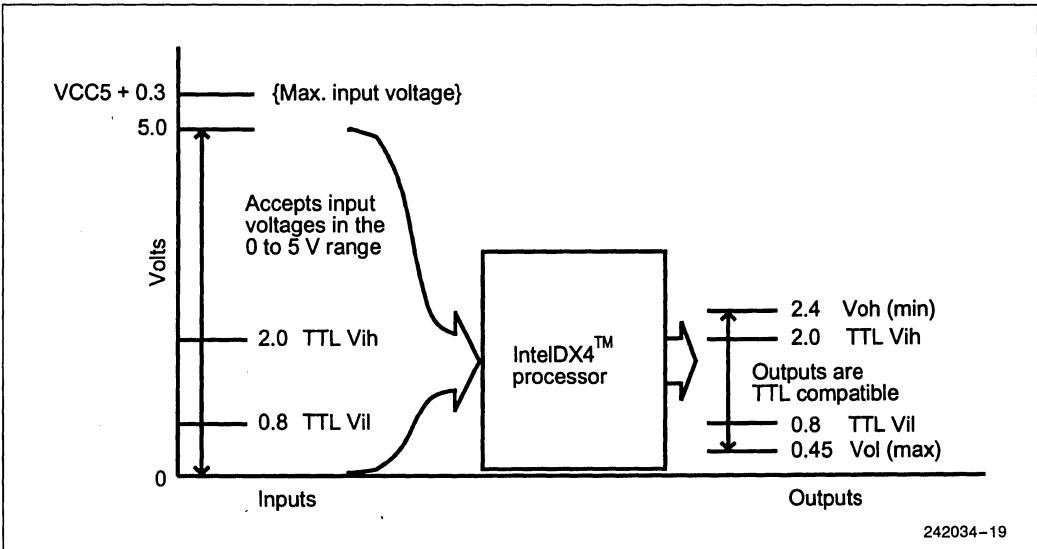 VCC5 + 0.3 {Max. input voltage}
5.0
Accepts input
voltages in the
0 to 5 V range
Volts
2.0 TTL Vih
0.8 TTL Vil
0
Inputs
IntelDX4™
processor
2.4 Voh (min)
2.0 TTL Vih
Outputs are
TTL compatible
0.8 TTL Vil
0.45 Vol (max)
Outputs
242034-19